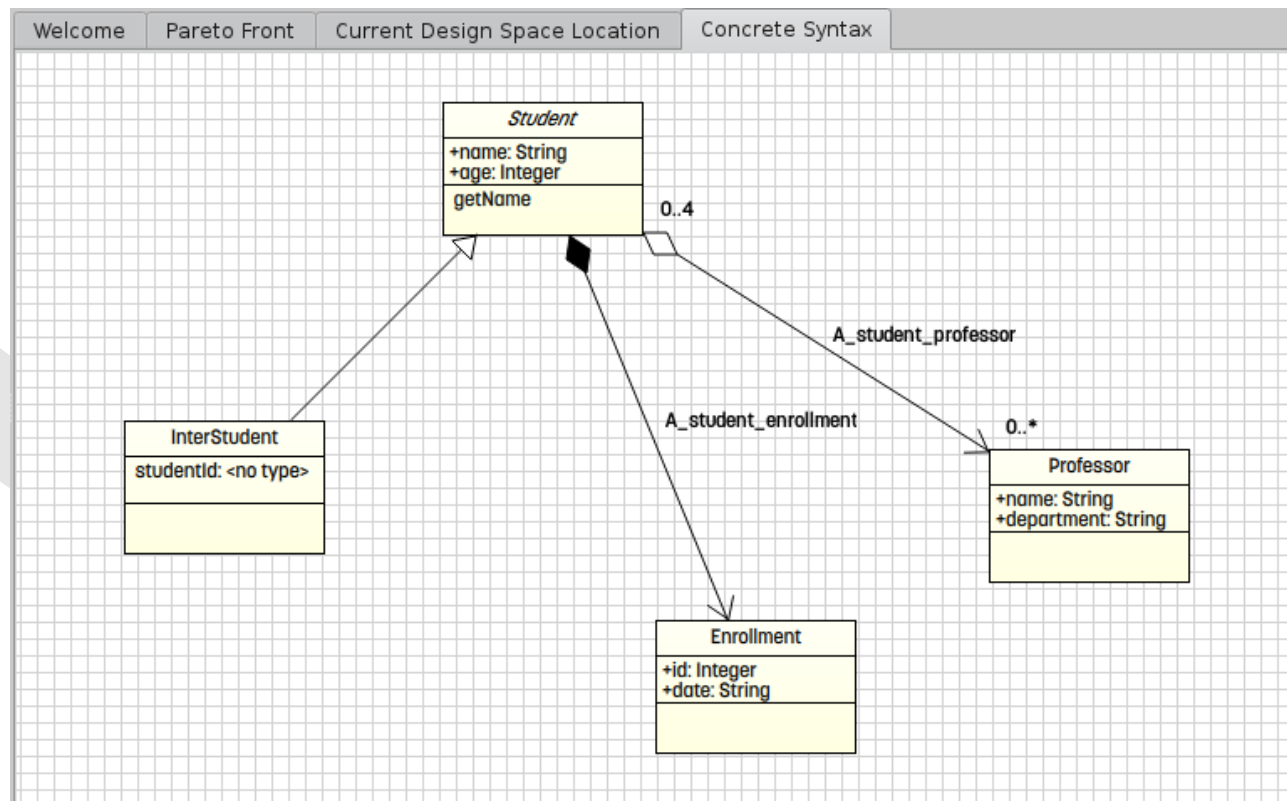 Welcome
Pareto Front
Current Design Space Location
Concrete Syntax
Student
+name: String
+age: Integer
getName
0..4
A_student_professor
A_student_enrollment
0..*
InterStudent
studentId: <no type>
Professor
+name: String
+department: String
Enrollment
+id: Integer
+date: String